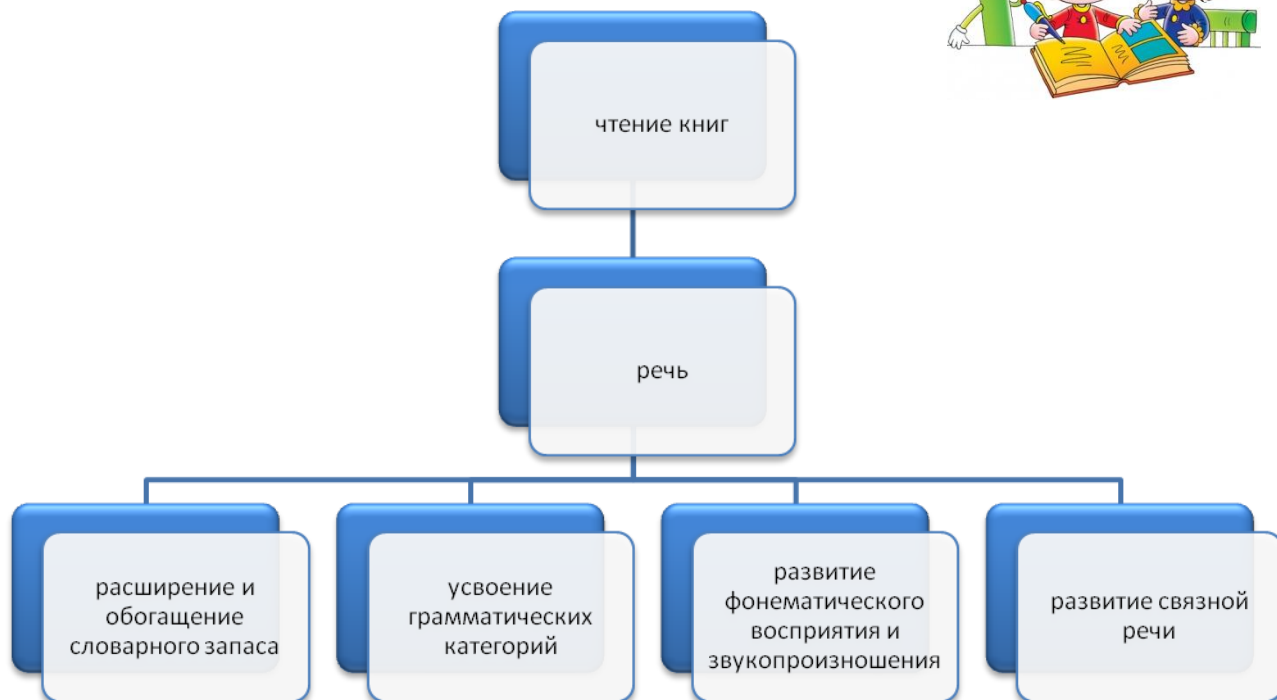 чтение книг
речь
расширение и
обогащение
словарного запаса
усвоение
грамматических
категорий
развитие
фонематического
восприятия и
звукопроизношения
развитие связной
речи